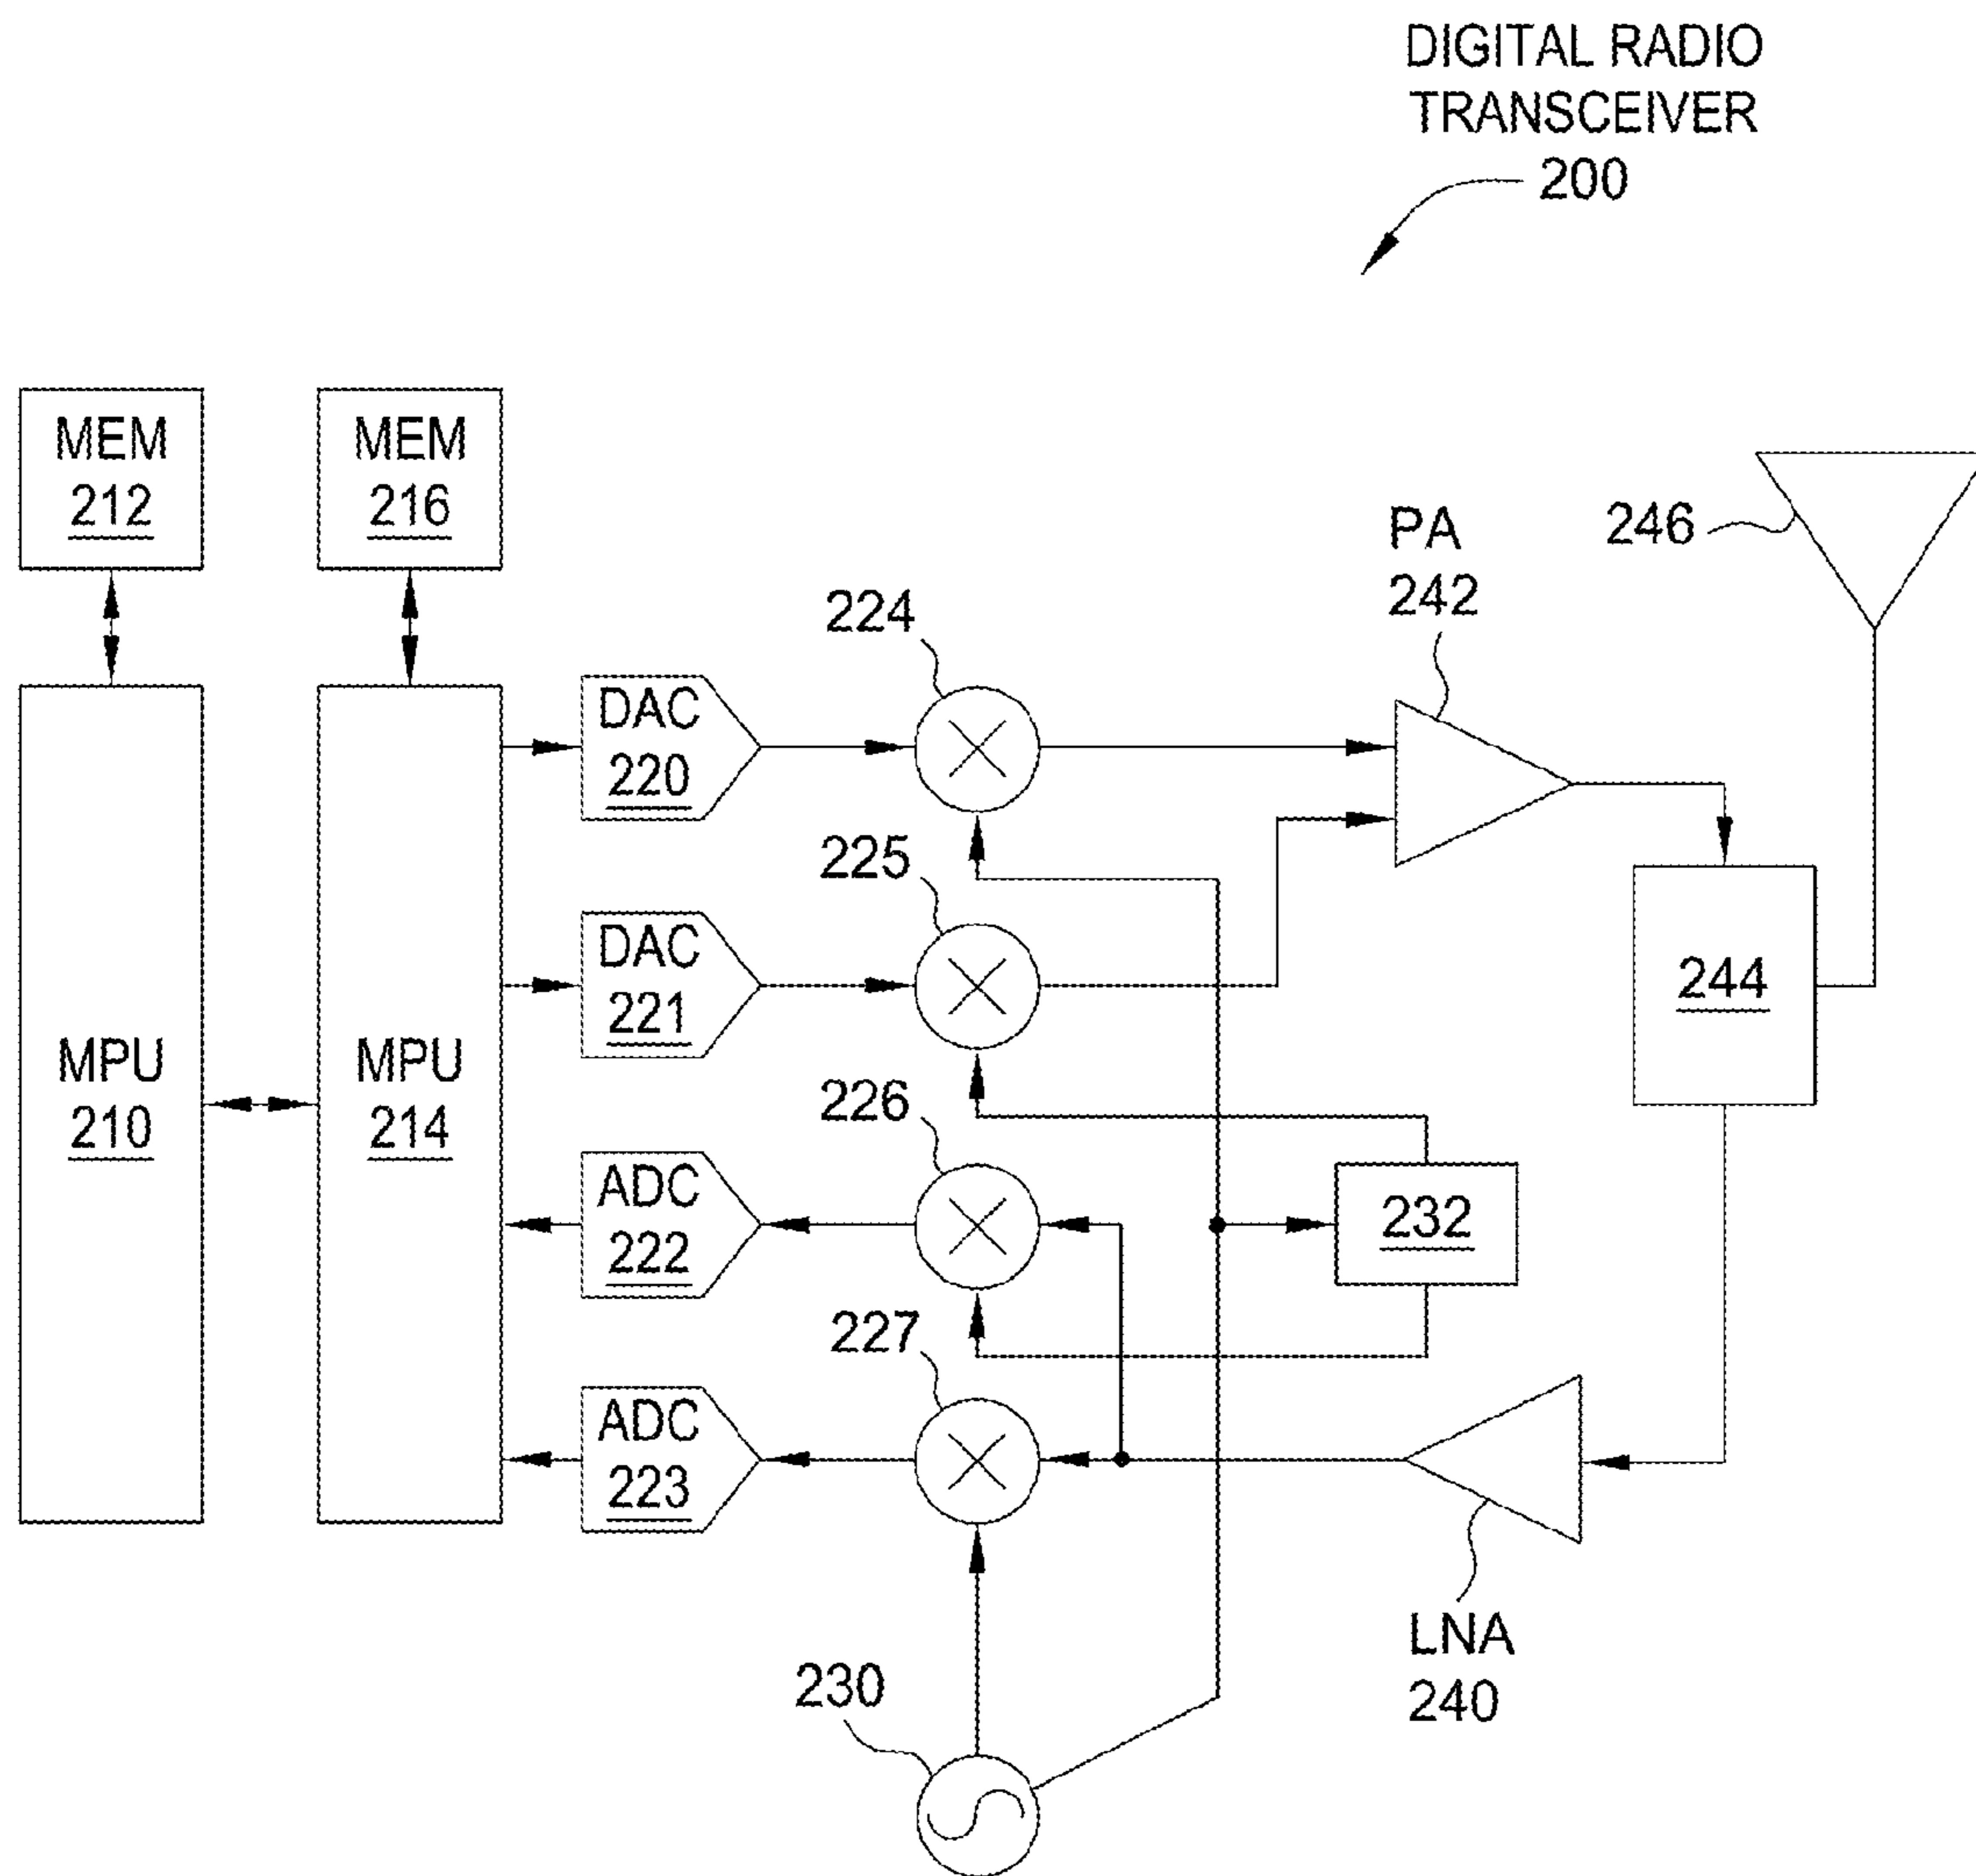 DIGITAL RADIO
TRANSCEIVER
200
MEM
212
MEM
216
PA
242
246
224
DAC
220
225
DAC
221
244
MPU
210
MPU
214
226
ADC
222
232
227
ADC
223
LNA
240
230